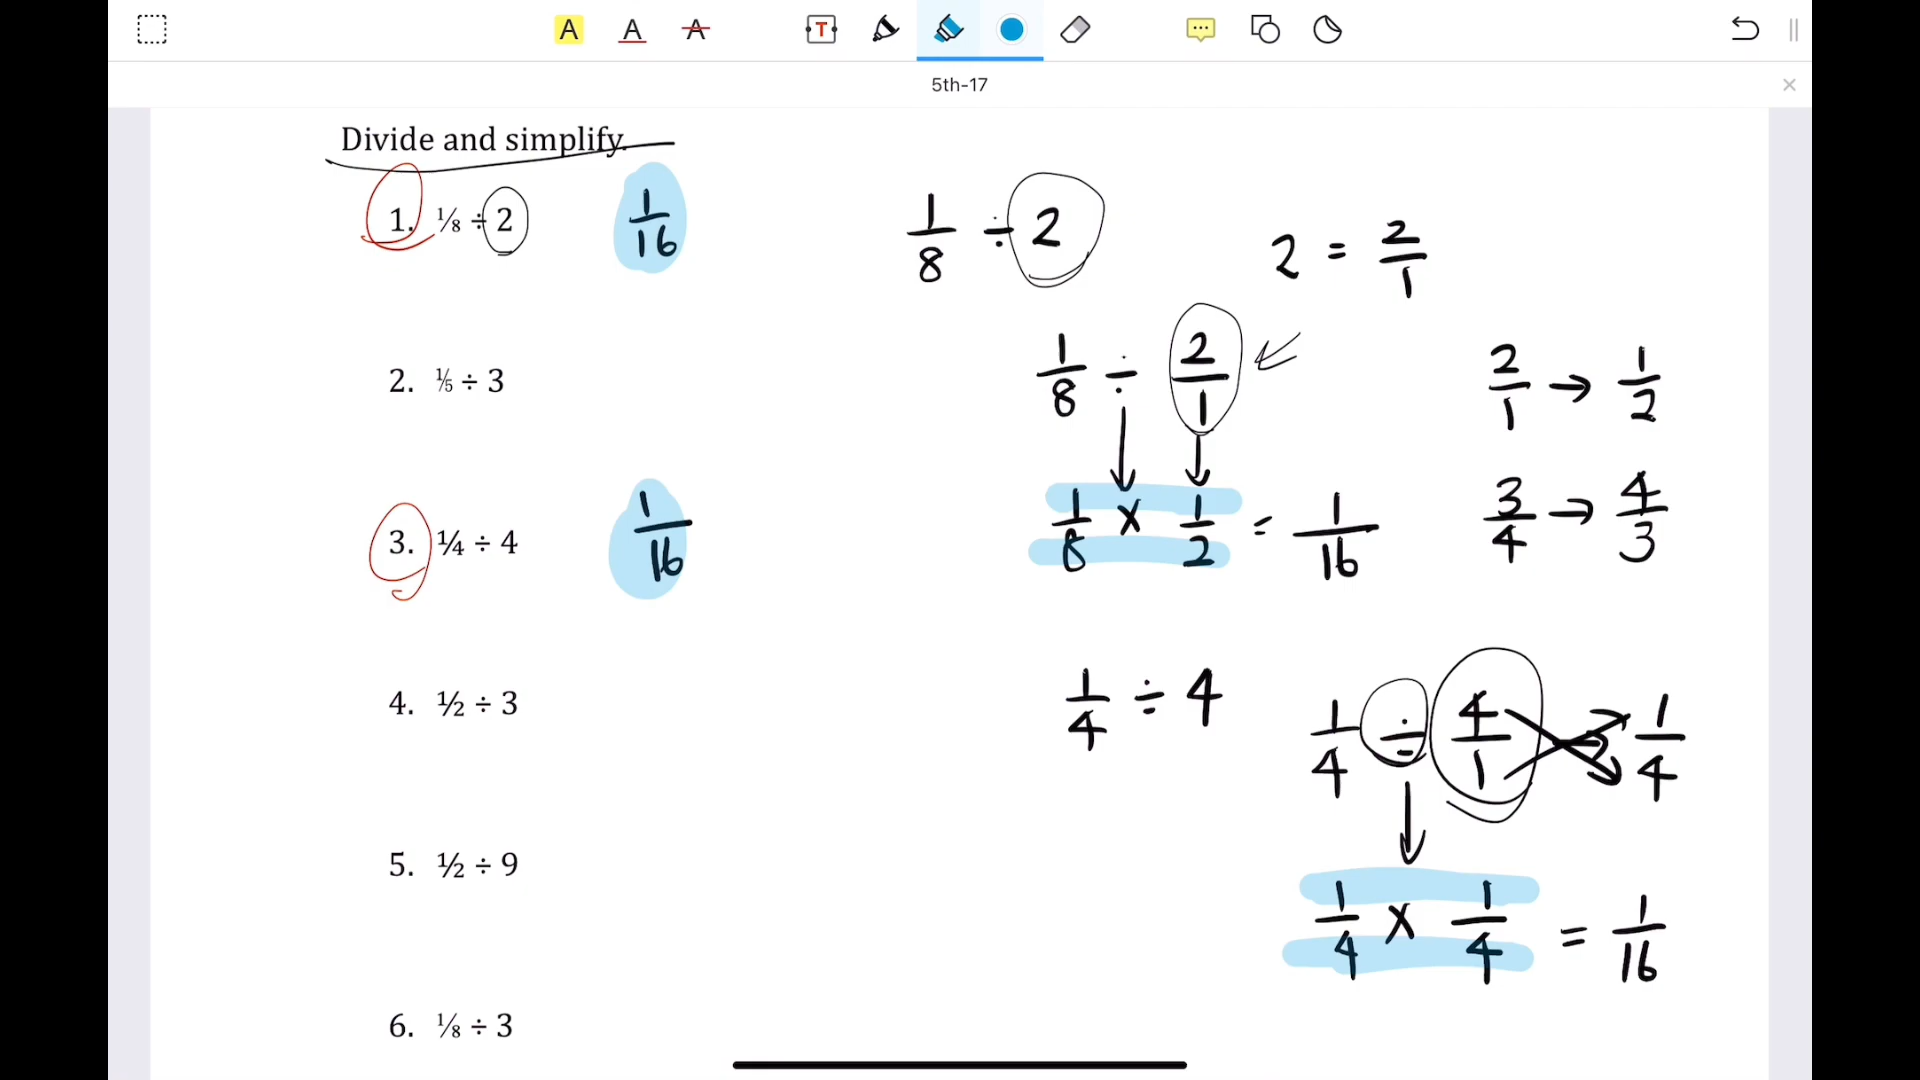 A A A T
5th-17
Divide and simplify.
1. ⅛ ÷ 2
1/16
1/8 ÷ 2
2 = 2/1
1/8 ÷ 2/1
2/1 → 1/2
2. ⅕ ÷ 3
3. ¼ ÷ 4
1/16
1/8 x 1/2 = 1/16
3/4 → 4/3
4. ½ ÷ 3
1/4 ÷ 4
1/4 ÷ 4/1 → 1/4
5. ½ ÷ 9
1/4 x 1/4 = 1/16
6. ⅛ ÷ 3